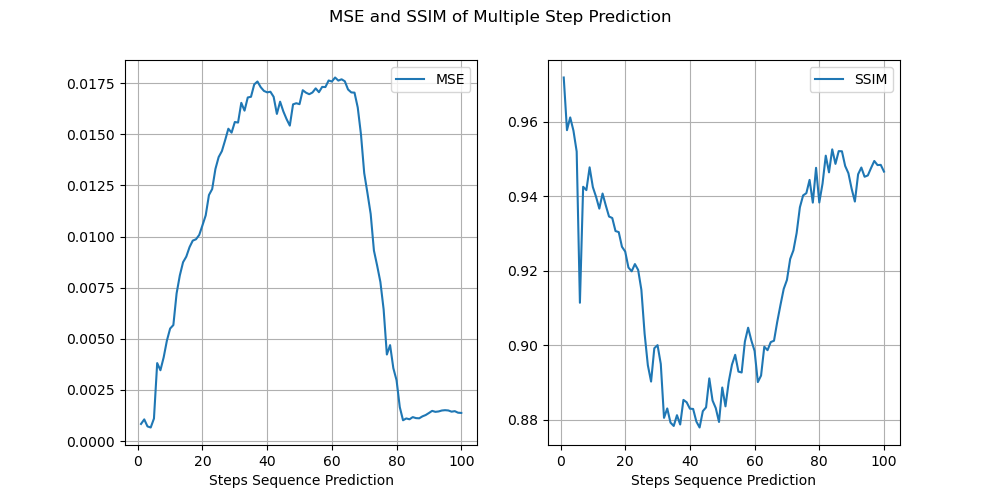 MSE and SSIM of Multiple Step Prediction
MSE
0.0175
0.0150
0.0125
0.0100
0.0075
0.0050
0.0025
0.0000
0 20 40 60 80 100
Steps Sequence Prediction
SSIM
0.96
0.94
0.92
0.90
0.88
0 20 40 60 80 100
Steps Sequence Prediction